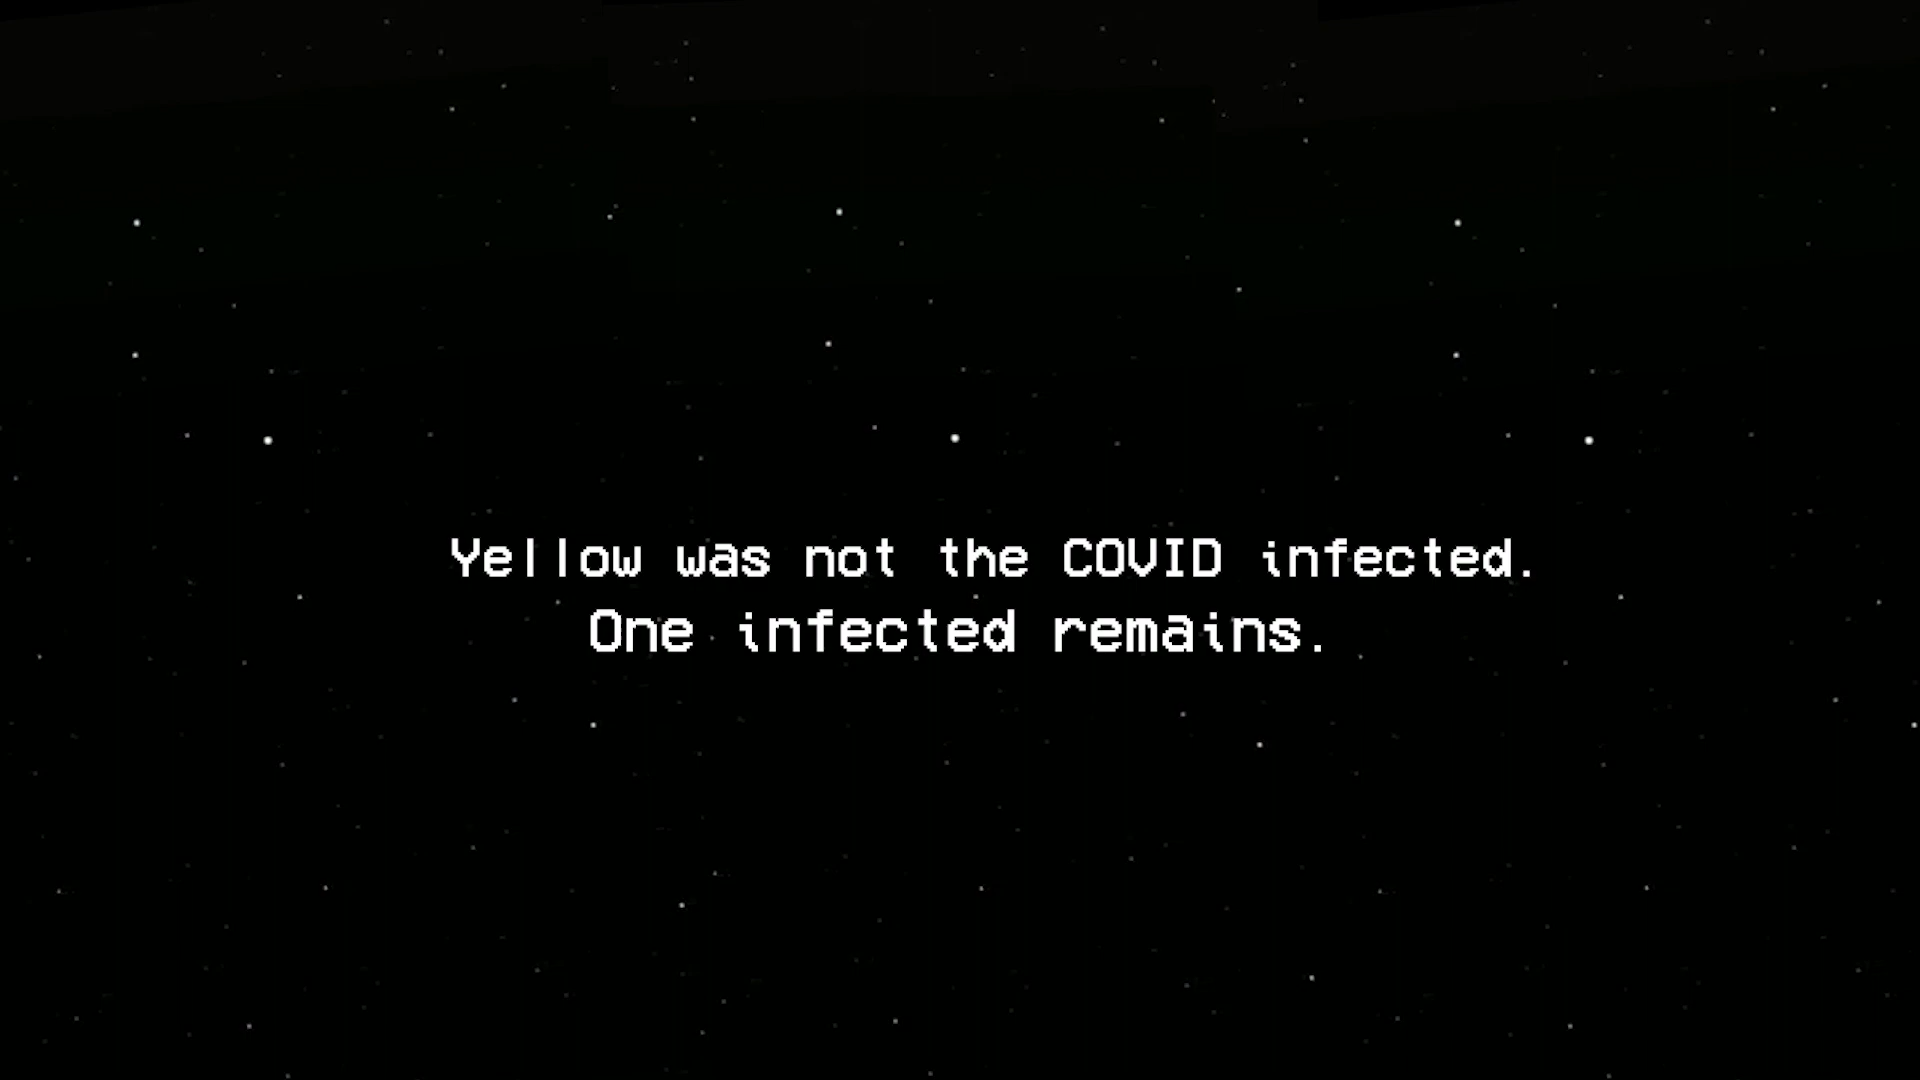 Yellow was not the COVID infected.
One infected remains.